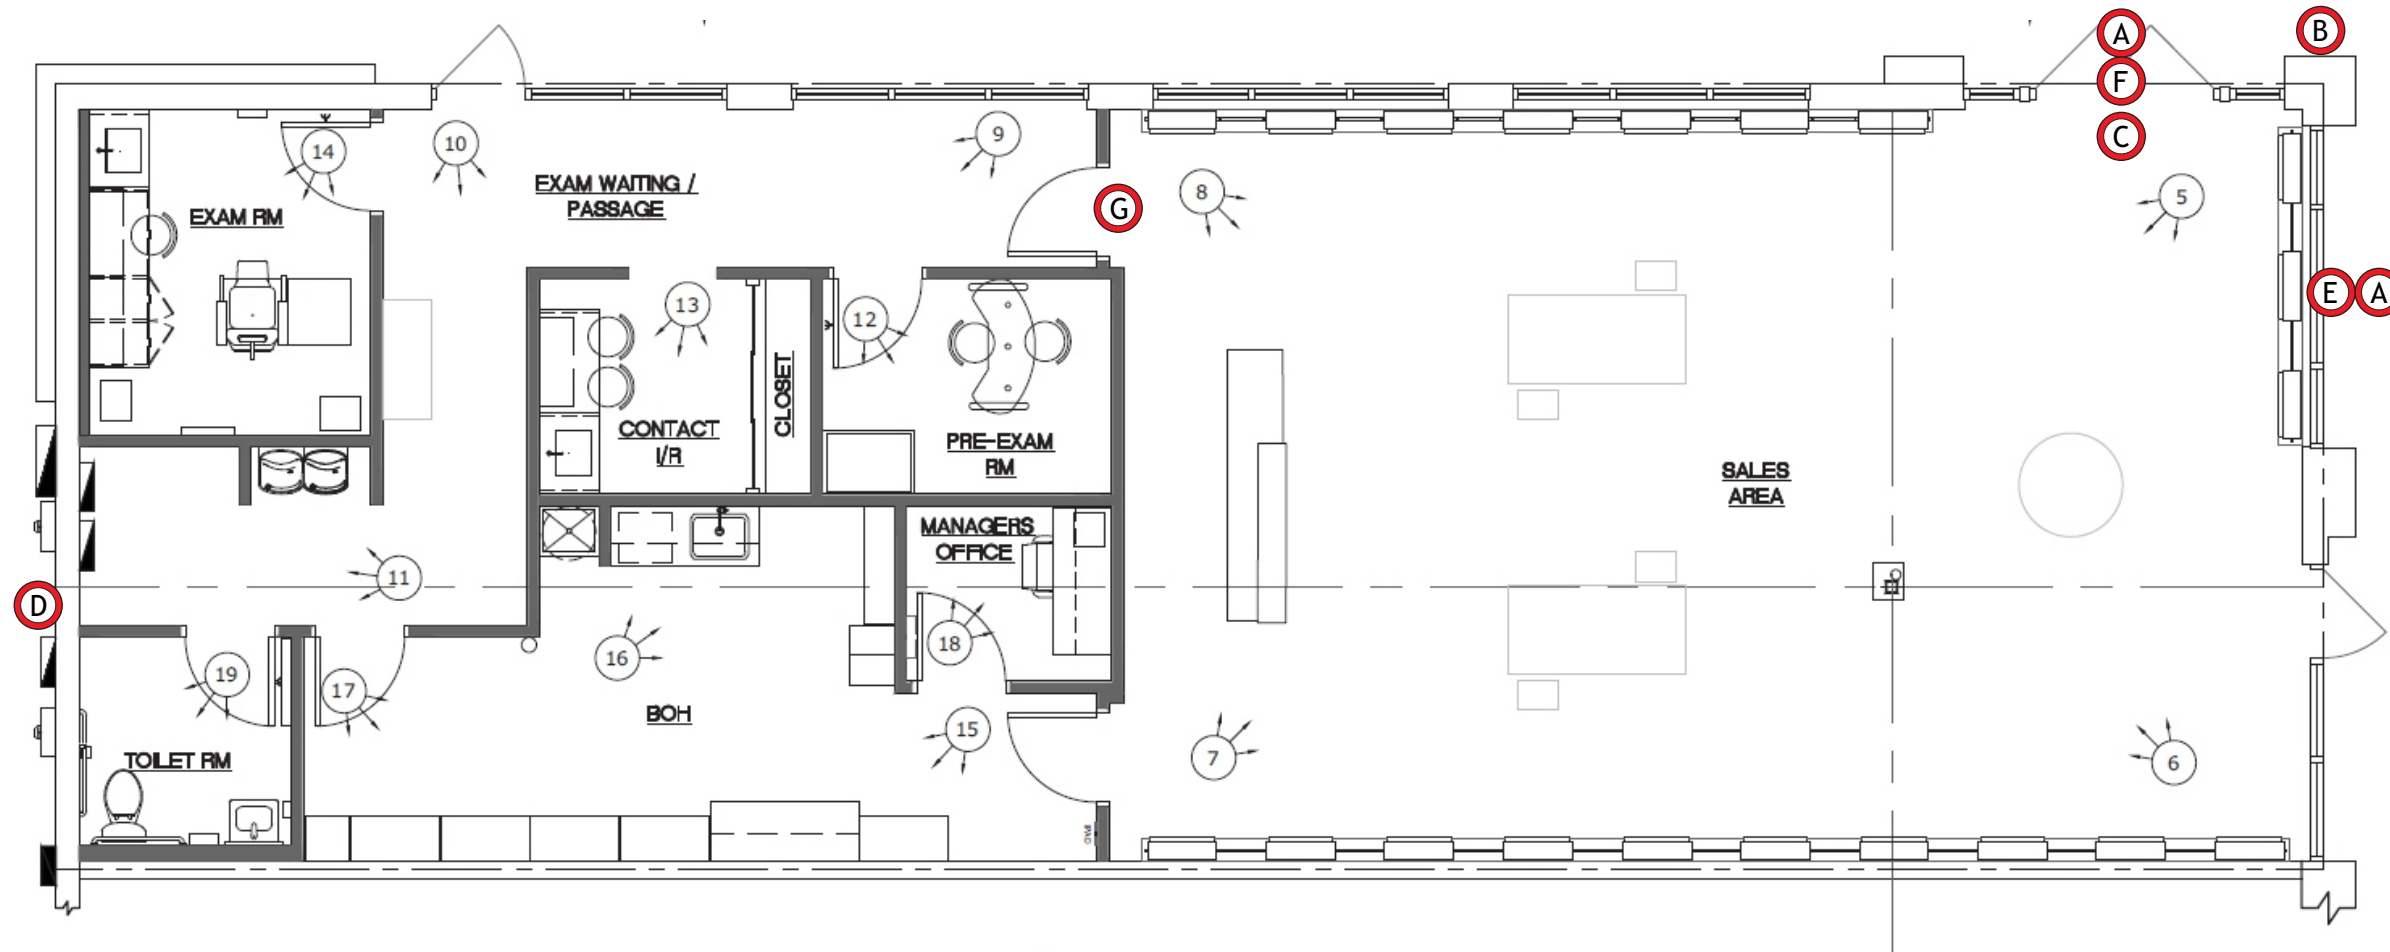 A
B
F
C
14
10
9
EXAM WAITING /
PASSAGE
EXAM RM
G
8
5
E
A
13
12
CLOSET
CONTACT
I/R
PRE-EXAM
RM
SALES
AREA
MANAGERS
OFFICE
11
D
16
18
19
17
BOH
15
7
6
TOILET RM
IPAD